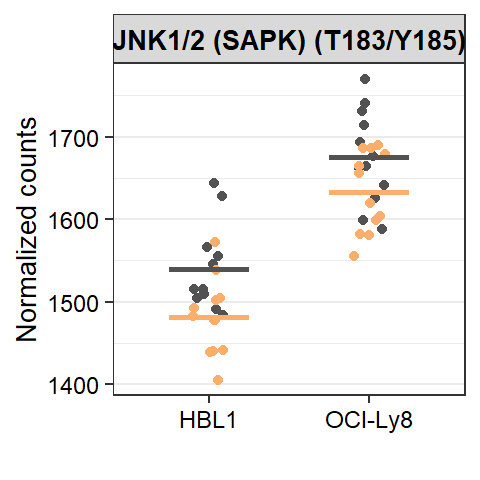 JNK1/2 (SAPK) (T183/Y185)
Normalized counts
1700
1600
1500
1400
HBL1
OCI-Ly8